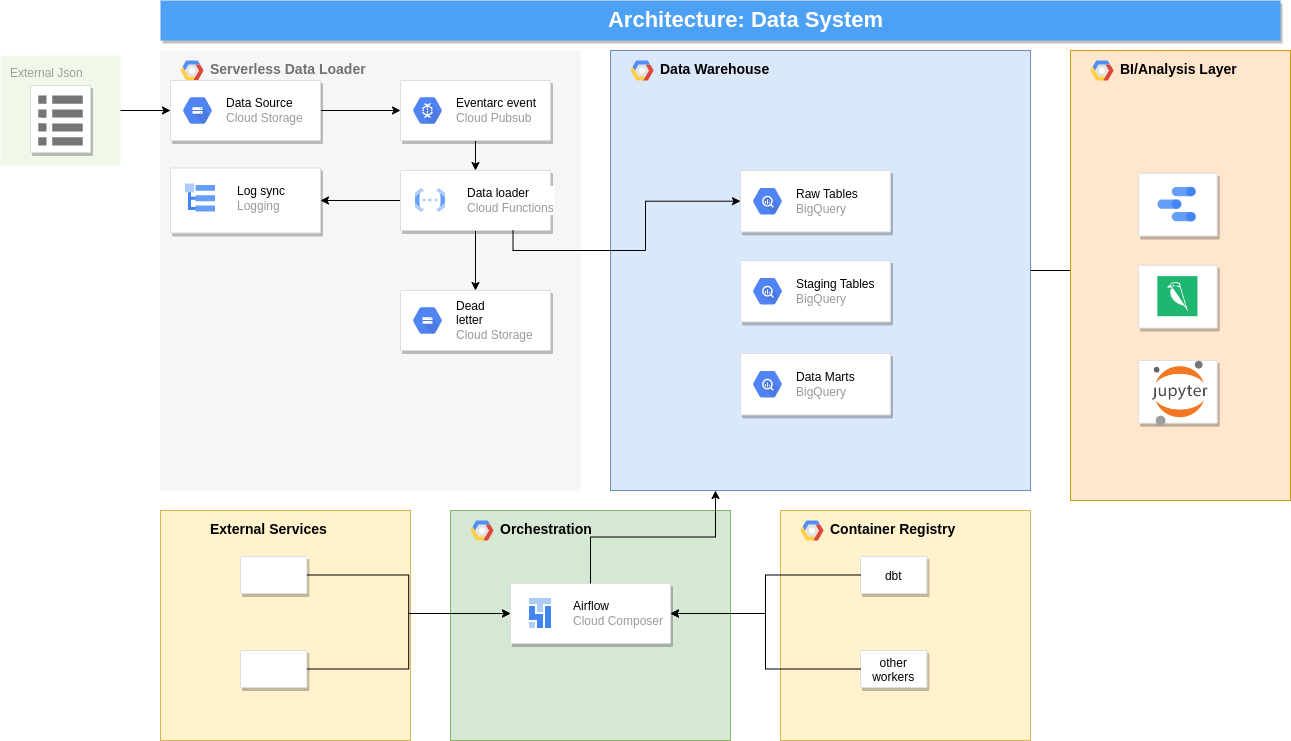 Architecture: Data System
External Json
Serverless Data Loader
Data Source
Cloud Storage
Eventarc event
Cloud Pubsub
Log sync
Logging
Data loader
Cloud Functions
Dead
letter
Cloud Storage
Data Warehouse
Raw Tables
BigQuery
Staging Tables
BigQuery
Data Marts
BigQuery
BI/Analysis Layer
Jupyter
External Services
Orchestration
Airflow
Cloud Composer
Container Registry
dbt
other
workers